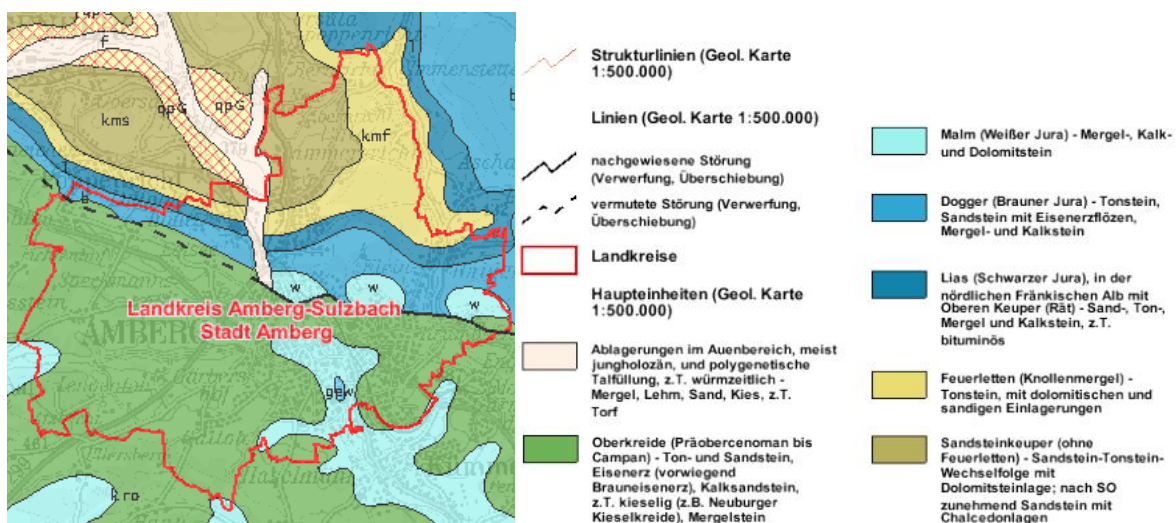 f
qpG
qpG
kms
kmf
w
w
w
Landkreis Amberg-Sulzbach
Stadt Amberg
AMBERG
gew
kro
Strukturlinien (Geol. Karte
1:500.000)
Linien (Geol. Karte 1:500.000)
nachgewiesene Störung
(Verwerfung, Überschiebung)
vermutete Störung (Verwerfung,
Überschiebung)
Landkreise
Haupteinheiten (Geol. Karte
1:500.000)
Ablagerungen im Auenbereich, meist
jungholozän, und polygenetische
Talfüllung, z.T. würmzeitlich -
Mergel, Lehm, Sand, Kies, z.T.
Torf
Oberkreide (Präobercenoman bis
Campan) - Ton- und Sandstein,
Eisenerz (vorwiegend
Brauneisenerz), Kalksandstein,
z.T. kieselig (z.B. Neuburger
Kieselkreide), Mergelstein
Malm (Weißer Jura) - Mergel-, Kalk-
und Dolomitstein
Dogger (Brauner Jura) - Tonstein,
Sandstein mit Eisenerzflözen,
Mergel- und Kalkstein
Lias (Schwarzer Jura), in der
nördlichen Fränkischen Alb mit
Oberen Keuper (Rät) - Sand-, Ton-,
Mergel und Kalkstein, z.T.
bituminös
Feuerletten (Knollenmergel) -
Tonstein, mit dolomitischen und
sandigen Einlagerungen
Sandsteinkeuper (ohne
Feuerletten) - Sandstein-Tonstein-
Wechselfolge mit
Dolomitsteinlage; nach SO
zunehmend Sandstein mit
Chalcedonlagen